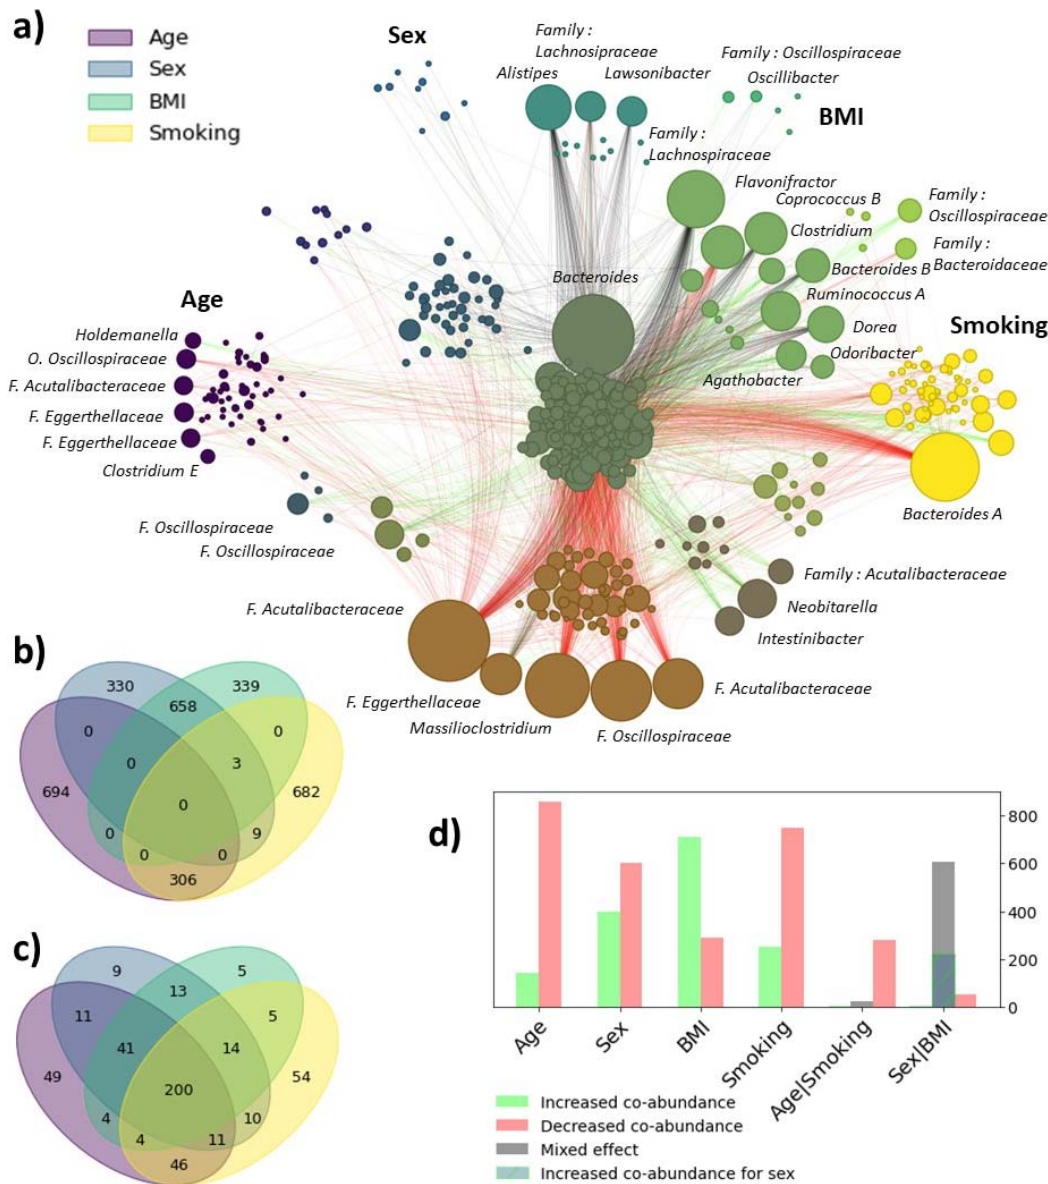 a)
Age
Sex
BMI
Smoking
Sex
Family :
Lachnosipraceae
Alistipes
Lawsonibacter
Family : Oscillospiraceae
Oscillibacter
BMI
Family :
Lachnospiraceae
Flavonifractor
Coprococcus B
Clostridium
Family :
Oscillospiraceae
Bacteroides B
Family :
Bacteroidaceae
Bacteroides
Ruminococcus A
Dorea
Odoribacter
Agathobacter
Smoking
Bacteroides A
Age
Holdemanella
O. Oscillospiraceae
F. Acutalibacteraceae
F. Eggerthellaceae
F. Eggerthellaceae
Clostridium E
F. Oscillospiraceae
F. Oscillospiraceae
F. Acutalibacteraceae
Family : Acutalibacteraceae
Neobitarella
Intestinibacter
F. Eggerthellaceae
Massilioclostridium
F. Oscillospiraceae
F. Acutalibacteraceae
b)
330
339
658
0
0
0
3
694
0
682
0
9
0
0
306
c)
9
5
13
11
5
41
14
49
200
54
4
10
4
11
46
d)
800
600
400
200
0
Age
Sex
BMI
Smoking
Age|Smoking
Sex|BMI
Increased co-abundance
Decreased co-abundance
Mixed effect
Increased co-abundance for sex